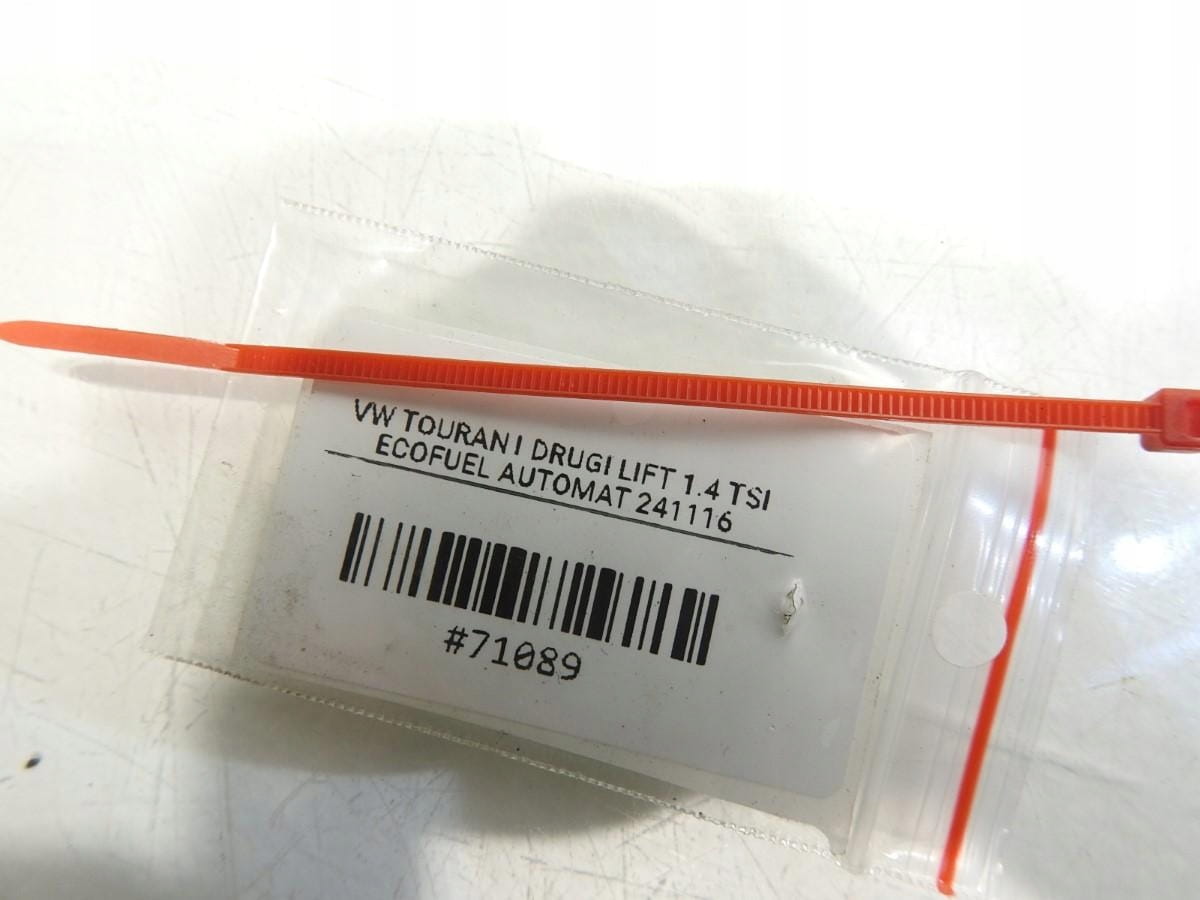 VW TOURAN I DRUGI LIFT 1.4 TSI
ECOFUEL AUTOMAT 241116
#71089